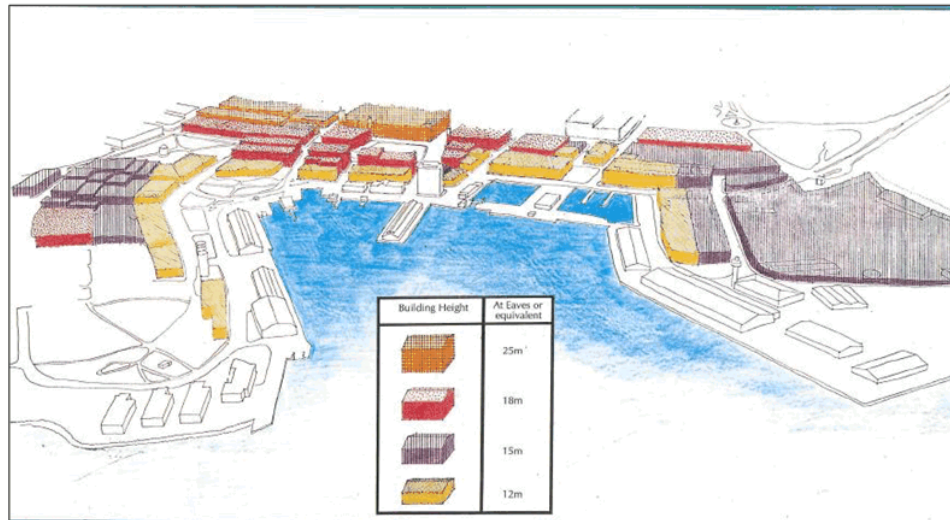 Building Height
At Eaves or
equivalent
25m
18m
15m
12m